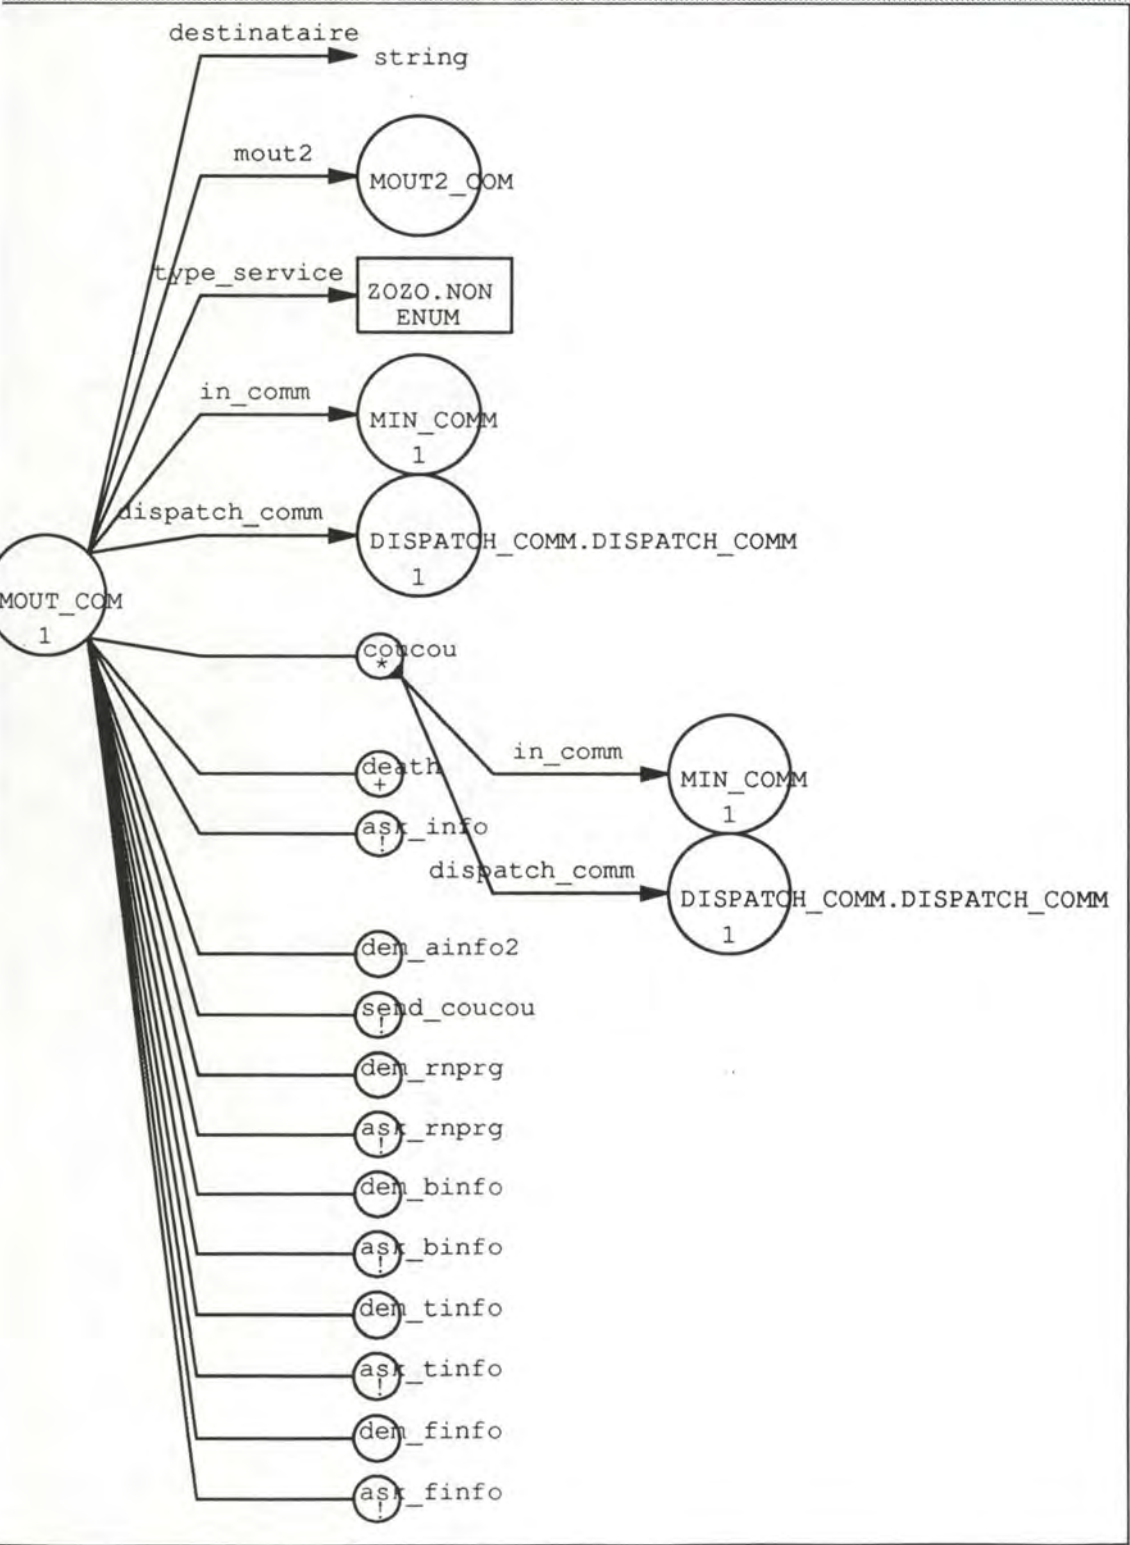 destinataire
string
mout2
MOUT2_COM
type_service
ZOZO.NON
ENUM
in_comm
MIN_COMM
1
dispatch_comm
DISPATCH_COMM.DISPATCH_COMM
1
MOUT_COM
1
coucou
*
in_comm
MIN_COMM
1
death
+
ask_info
!
dispatch_comm
DISPATCH_COMM.DISPATCH_COMM
1
dem_ainfo2
send_coucou
!
dem_rnprg
ask_rnprg
!
dem_binfo
ask_binfo
!
dem_tinfo
ask_tinfo
!
dem_finfo
ask_finfo
!